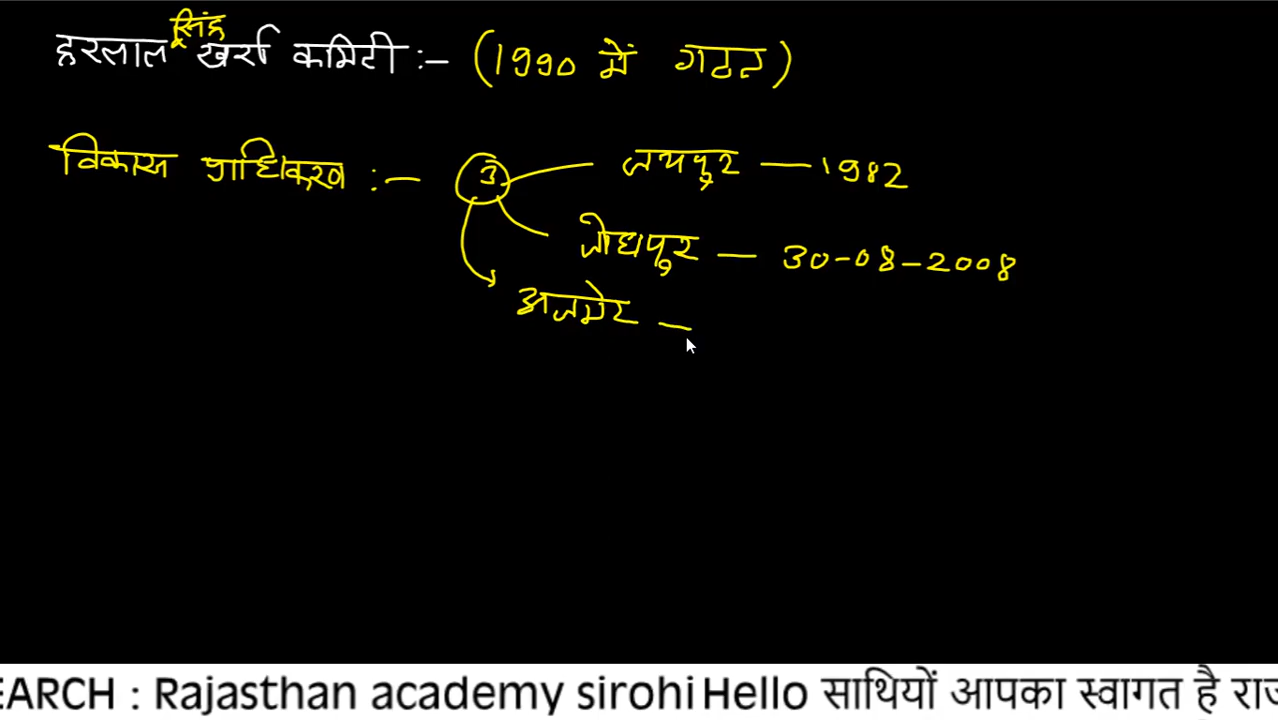 हरलाल सिंह खर्रा कमिटी :- (1990 में गठन)
विकास प्राधिकरण :- 3 जयपुर — 1982
जोधपुर — 30-08-2008
अजमेर —
EARCH : Rajasthan academy sirohi Hello साथियों आपका स्वागत है राज